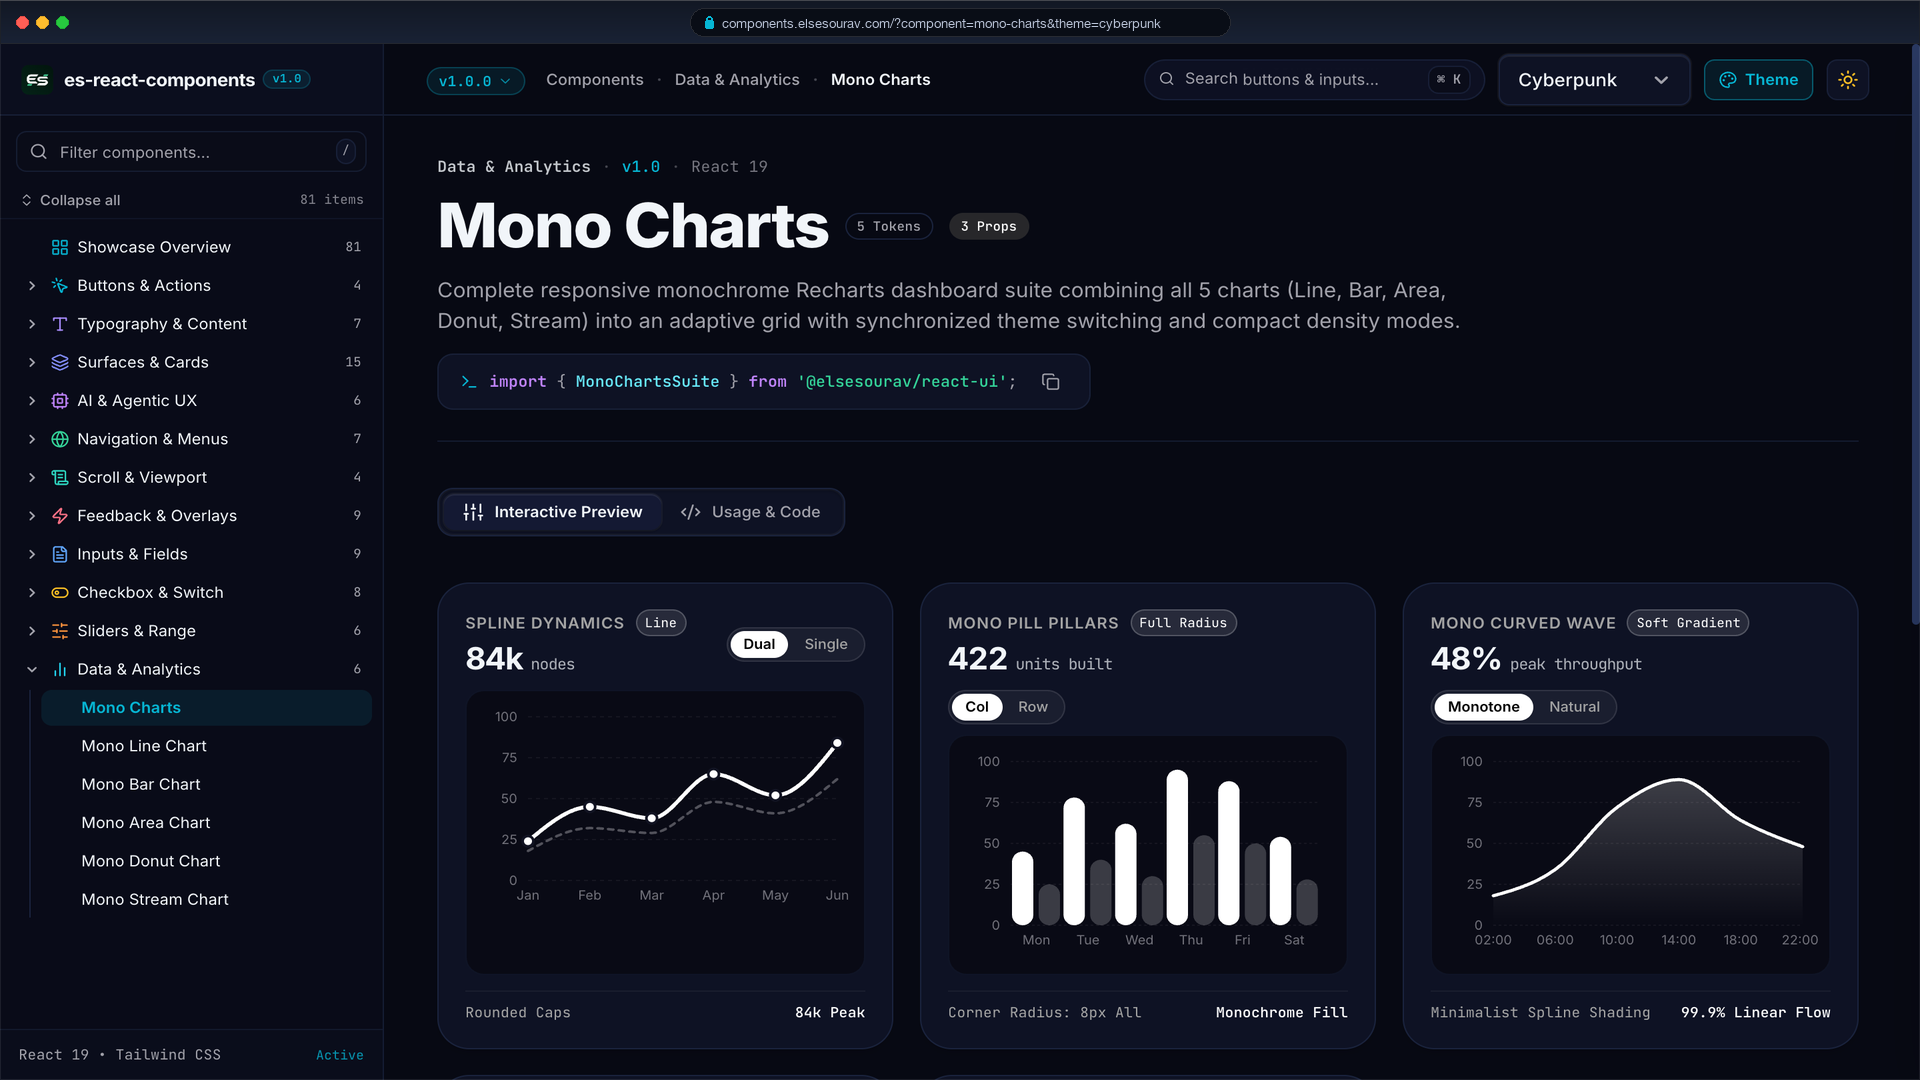 components.elsesourav.com/?component=mono-charts&theme=cyberpunk
ES es-react-components v1.0
v1.0.0 Components · Data & Analytics · Mono Charts
Search buttons & inputs... ⌘ K
Cyberpunk
Theme
Filter components... /
Collapse all 81 items
Showcase Overview 81
Buttons & Actions 4
Typography & Content 7
Surfaces & Cards 15
AI & Agentic UX 6
Navigation & Menus 7
Scroll & Viewport 4
Feedback & Overlays 9
Inputs & Fields 9
Checkbox & Switch 8
Sliders & Range 6
Data & Analytics 6
Mono Charts
Mono Line Chart
Mono Bar Chart
Mono Area Chart
Mono Donut Chart
Mono Stream Chart
React 19 • Tailwind CSS Active
Data & Analytics · v1.0 · React 19
Mono Charts 5 Tokens 3 Props
Complete responsive monochrome Recharts dashboard suite combining all 5 charts (Line, Bar, Area,
Donut, Stream) into an adaptive grid with synchronized theme switching and compact density modes.
>_ import { MonoChartsSuite } from '@elsesourav/react-ui';
Interactive Preview
</> Usage & Code
SPLINE DYNAMICS Line
84k nodes
Dual Single
100
75
50
25
0
Jan Feb Mar Apr May Jun
Rounded Caps 84k Peak
MONO PILL PILLARS Full Radius
422 units built
Col Row
100
75
50
25
0
Mon Tue Wed Thu Fri Sat
Corner Radius: 8px All Monochrome Fill
MONO CURVED WAVE Soft Gradient
48% peak throughput
Monotone Natural
100
75
50
25
0
02:00 06:00 10:00 14:00 18:00 22:00
Minimalist Spline Shading 99.9% Linear Flow